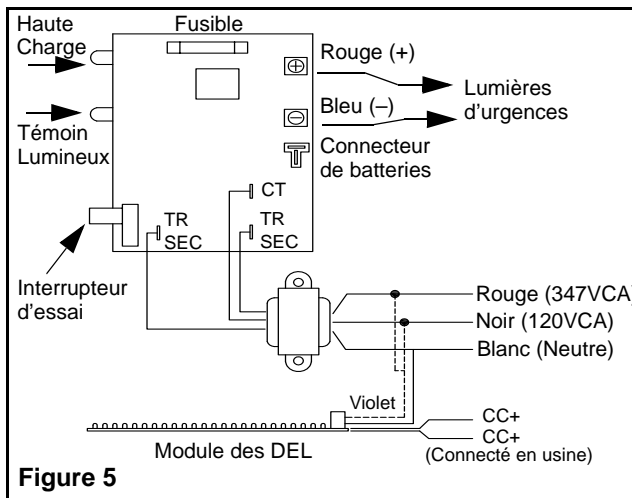 Haute
Charge
Fusible
Rouge (+)
Lumières
d'urgences
Bleu (–)
Témoin
Lumineux
Connecteur
de batteries
CT
TR
SEC
TR
SEC
Interrupteur
d'essai
Rouge (347VCA)
Noir (120VCA)
Blanc (Neutre)
Violet
CC+
CC+
(Connecté en usine)
Module des DEL
Figure 5